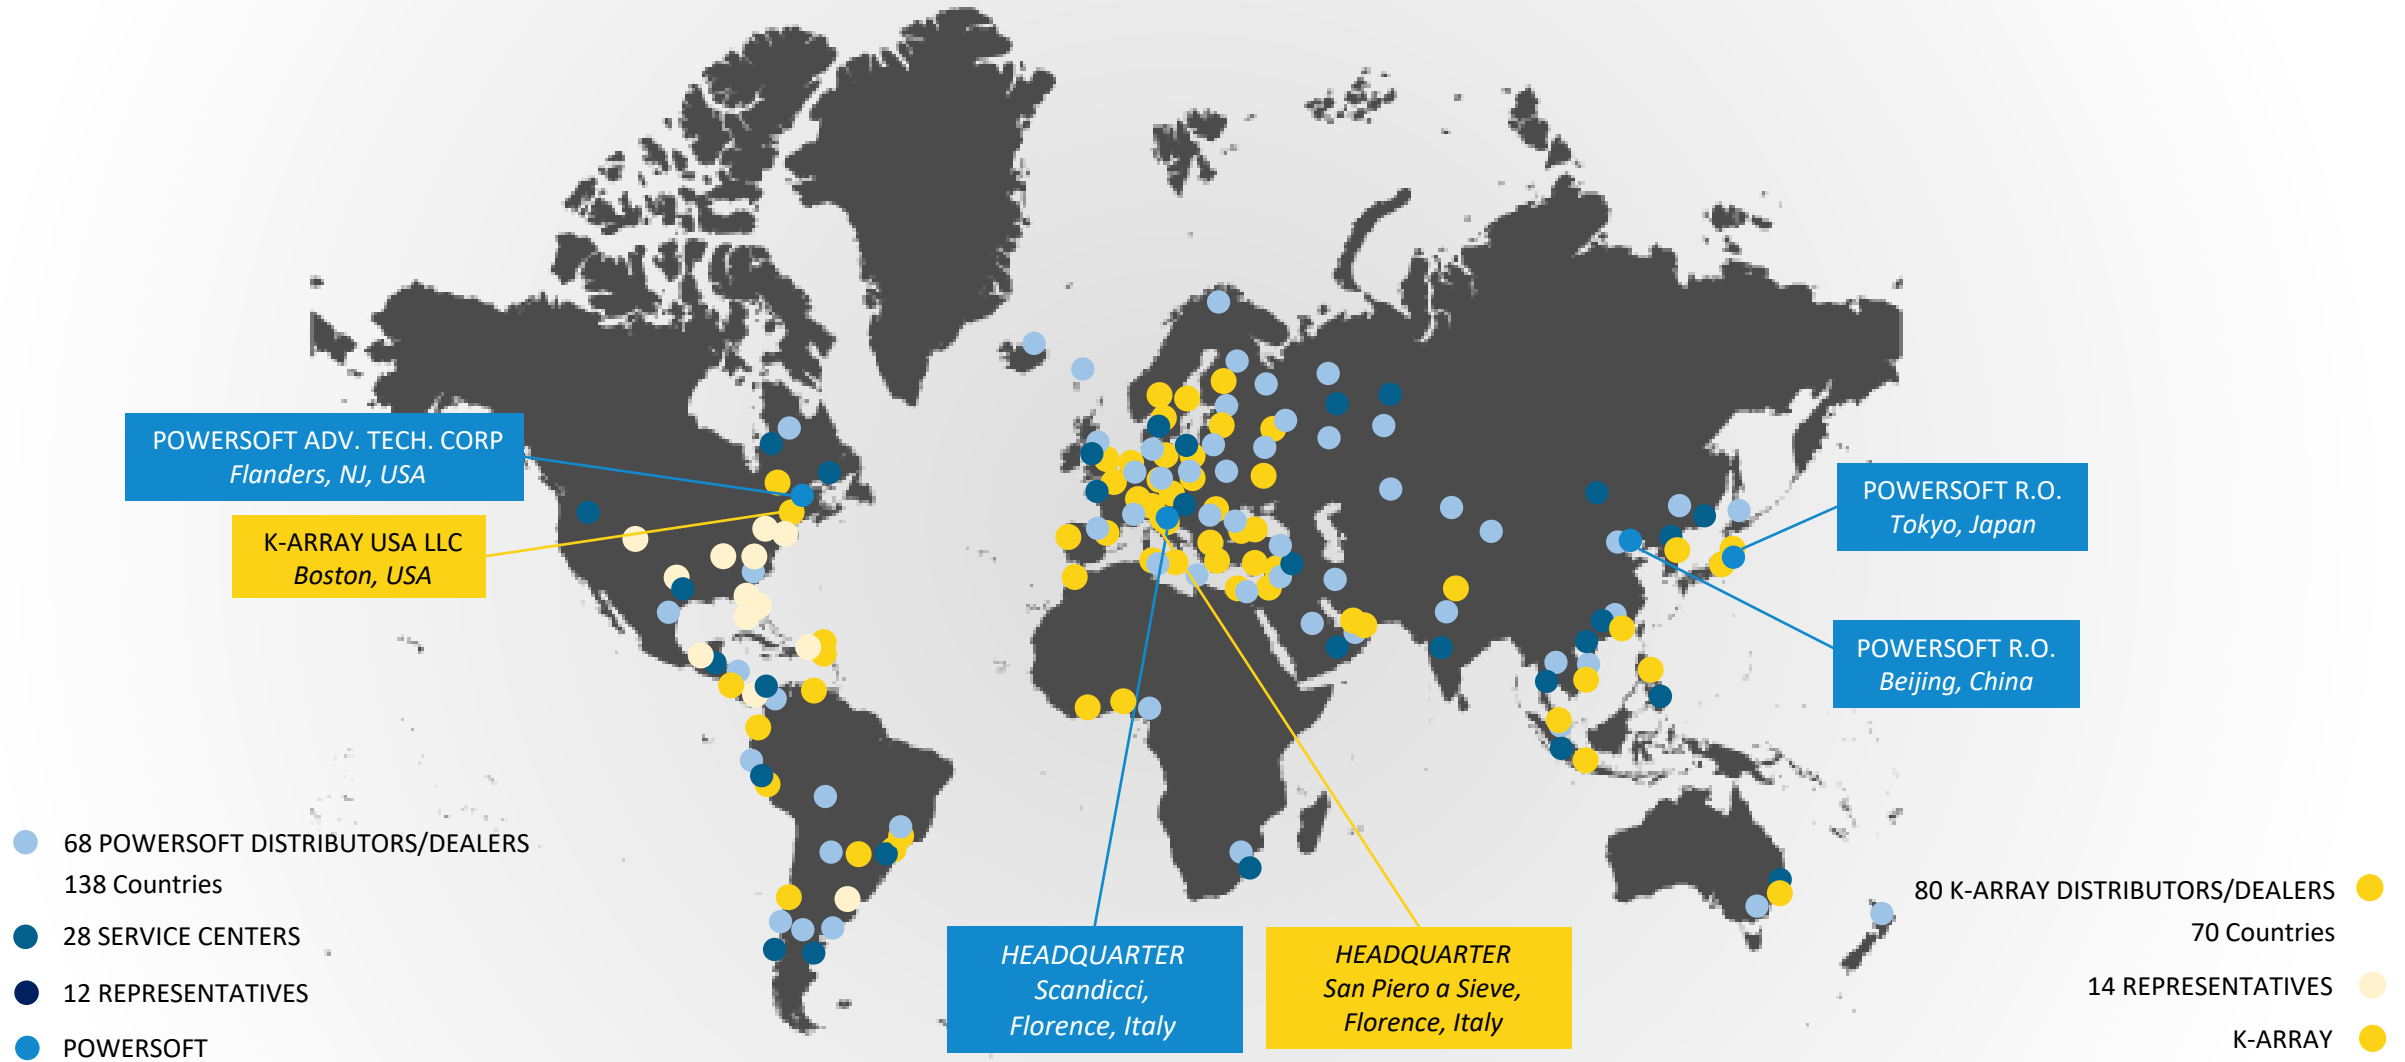 POWERSOFT ADV. TECH. CORP
Flanders, NJ, USA
K-ARRAY USA LLC
Boston, USA
POWERSOFT R.O.
Tokyo, Japan
POWERSOFT R.O.
Beijing, China
HEADQUARTER
Scandicci,
Florence, Italy
HEADQUARTER
San Piero a Sieve,
Florence, Italy
68 POWERSOFT DISTRIBUTORS/DEALERS
138 Countries
28 SERVICE CENTERS
12 REPRESENTATIVES
POWERSOFT
80 K-ARRAY DISTRIBUTORS/DEALERS
70 Countries
14 REPRESENTATIVES
K-ARRAY